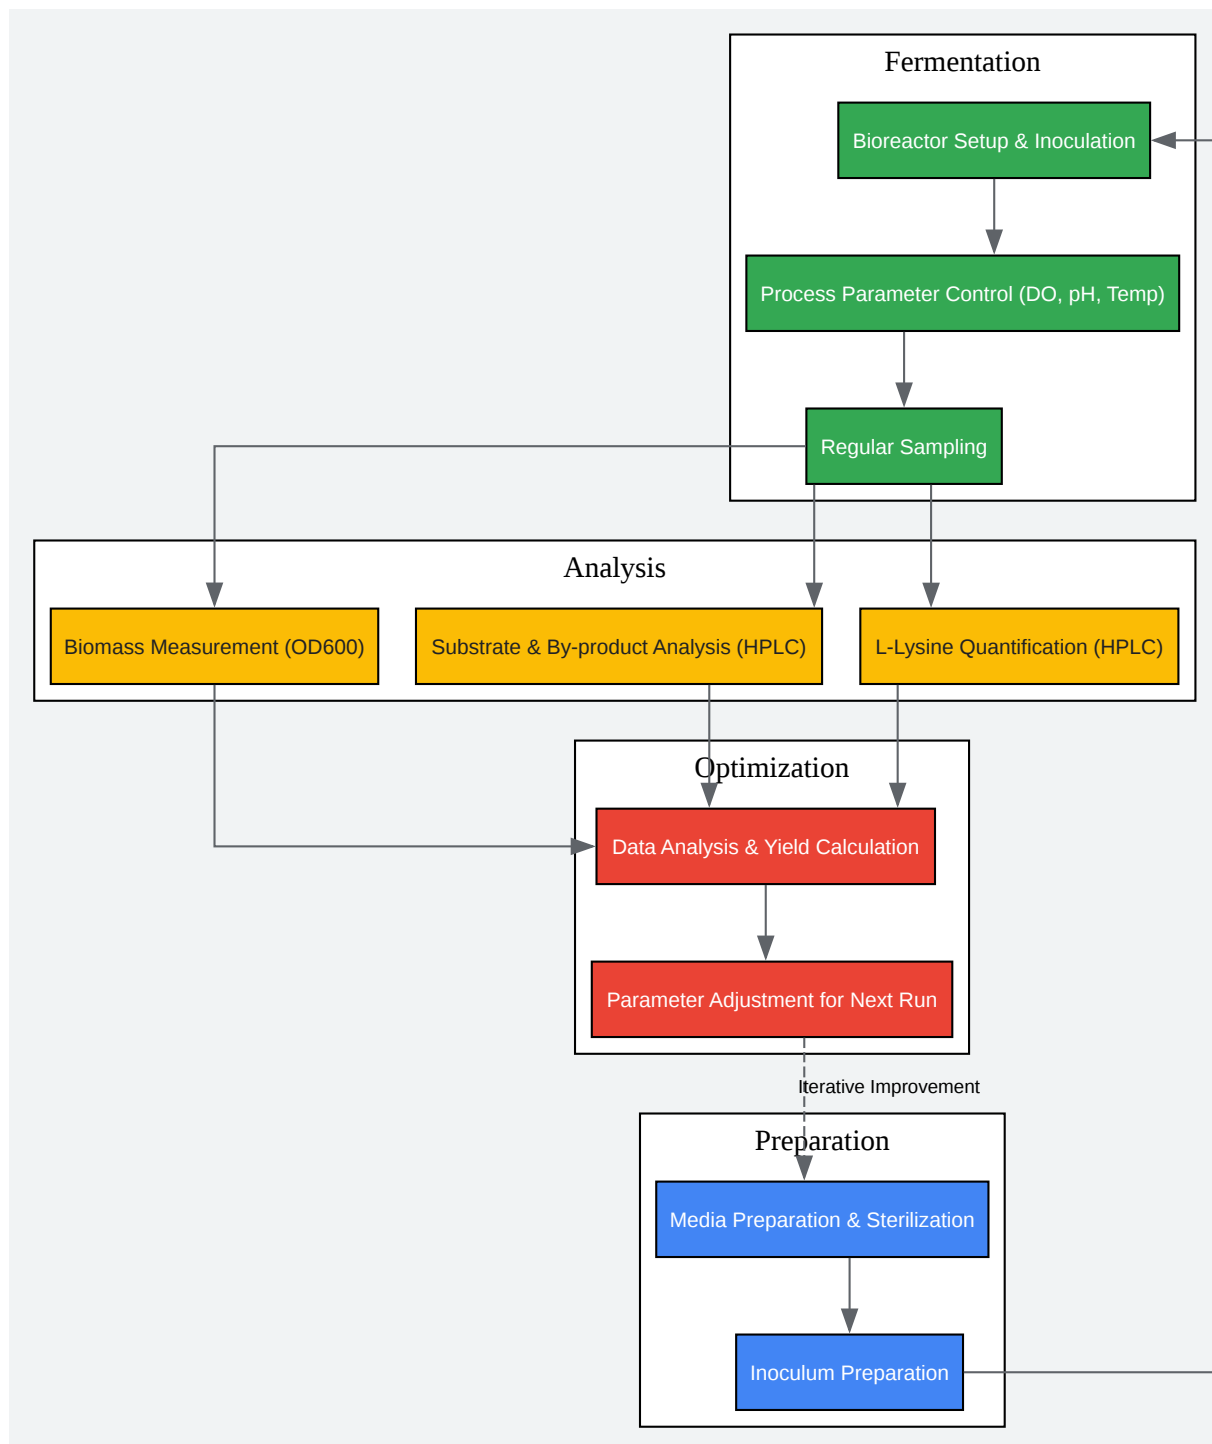 Fermentation
Bioreactor Setup & Inoculation
Process Parameter Control (DO, pH, Temp)
Regular Sampling
Analysis
Biomass Measurement (OD600)
Substrate & By-product Analysis (HPLC)
L-Lysine Quantification (HPLC)
Optimization
Data Analysis & Yield Calculation
Parameter Adjustment for Next Run
Iterative Improvement
Preparation
Media Preparation & Sterilization
Inoculum Preparation